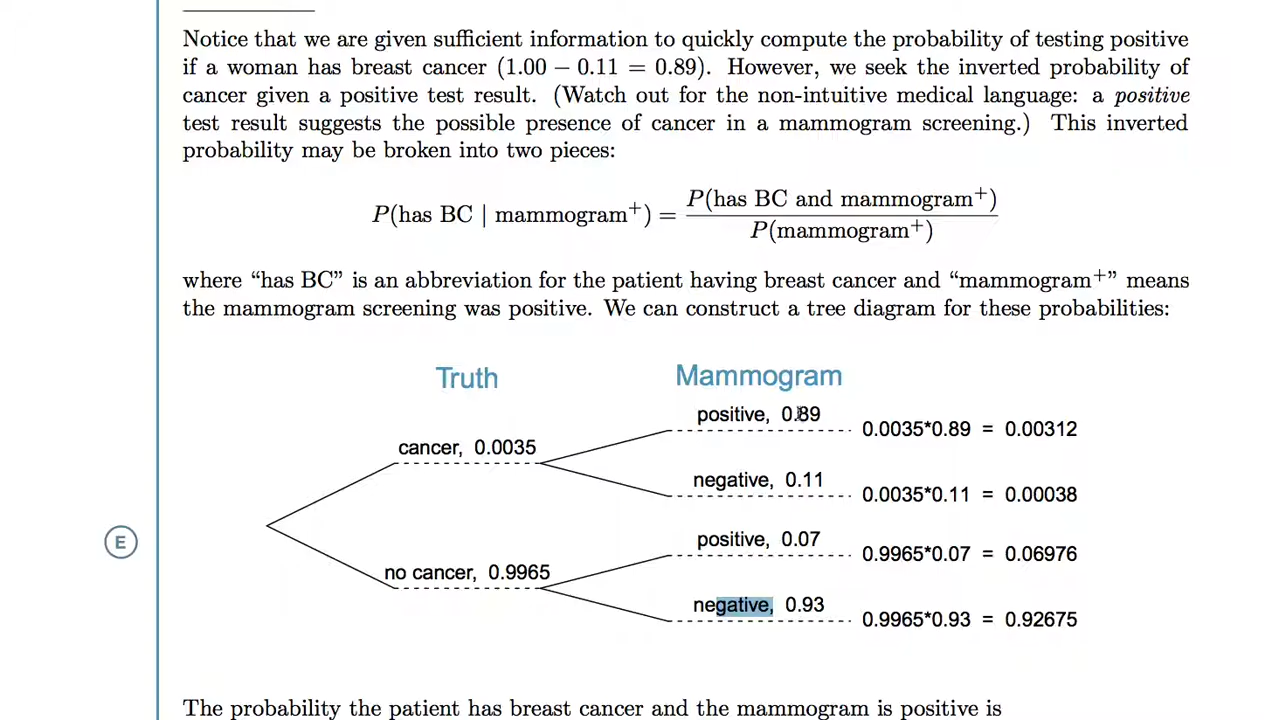 Notice that we are given sufficient information to quickly compute the probability of testing positive
if a woman has breast cancer (1.00 − 0.11 = 0.89). However, we seek the inverted probability of
cancer given a positive test result. (Watch out for the non-intuitive medical language: a positive
test result suggests the possible presence of cancer in a mammogram screening.) This inverted
probability may be broken into two pieces:
P(has BC | mammogram⁺) = P(has BC and mammogram⁺)
P(mammogram⁺)
where “has BC” is an abbreviation for the patient having breast cancer and “mammogram⁺” means
the mammogram screening was positive. We can construct a tree diagram for these probabilities:
Truth
Mammogram
positive, 0.89
0.0035*0.89 = 0.00312
cancer, 0.0035
negative, 0.11
0.0035*0.11 = 0.00038
positive, 0.07
0.9965*0.07 = 0.06976
E
no cancer, 0.9965
negative, 0.93
0.9965*0.93 = 0.92675
The probability the patient has breast cancer and the mammogram is positive is